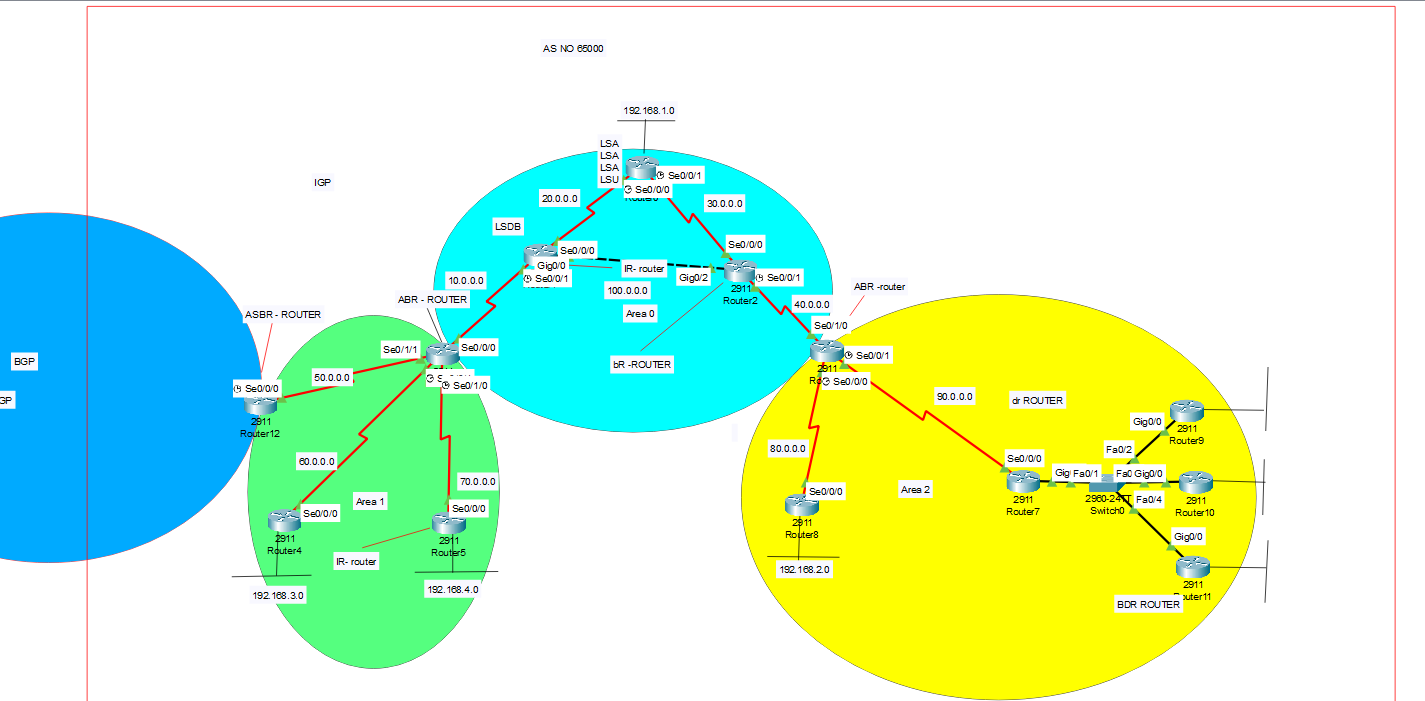 AS NO 65000
192.168.1.0
LSA
LSA
LSA
LSU
Se0/0/1
Se0/0/0
IGP
20.0.0.0
30.0.0.0
LSDB
Se0/0/0
Se0/0/0
Gig0/0
IR- router
Gig0/2
Se0/0/1
Se0/0/1
2911
Router2
10.0.0.0
100.0.0.0
ABR -router
ABR - ROUTER
40.0.0.0
Area 0
ASBR - ROUTER
Se0/1/0
Se0/1/1
Se0/0/0
Se0/0/1
BGP
bR -ROUTER
2911
50.0.0.0
Se0/0/0
Se0/1/0
Se0/0/0
90.0.0.0
dr ROUTER
GP
2911
Router12
2911
Router9
Gig0/0
60.0.0.0
80.0.0.0
Fa0/2
Se0/0/0
Gig
Fa0/1
Fa0
Gig0/0
70.0.0.0
Area 1
Se0/0/0
Area 2
2911
Router7
2960-24TT
Switch0
Fa0/4
2911
Router10
Se0/0/0
Se0/0/0
2911
Router4
2911
Router5
2911
Router8
Gig0/0
IR- router
192.168.2.0
2911
BDR ROUTER
192.168.3.0
192.168.4.0